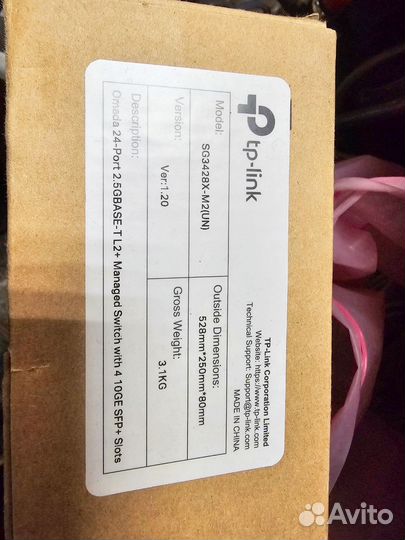 tp-link
TP-Link Corporation Limited
Website: https://www.tp-link.com
Technical Support: Support@tp-link.com
MADE IN CHINA
Model:
SG3428X-M2(UN)
Outside Dimensions:
528mm*250mm*80mm
Version:
Ver:1.20
Gross Weight:
3.1KG
Description:
Omada 24-Port 2.5GBASE-T L2+ Managed Switch with 4 10GE SFP+ Slots
Avito